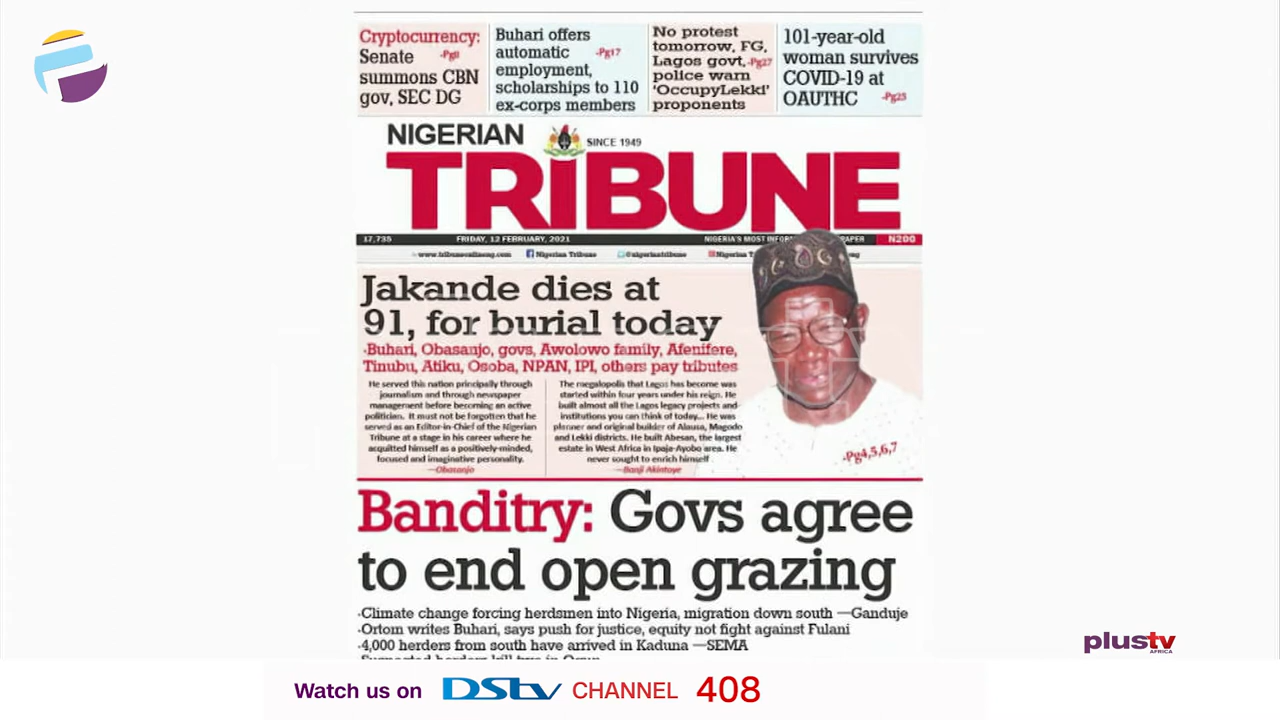 Cryptocurrency:
Senate -Pg8
summons CBN
gov, SEC DG
Buhari offers
automatic -Pg17
employment,
scholarships to 110
ex-corps members
No protest
tomorrow, FG,
Lagos govt, -Pg27
police warn
'OccupyLekki'
proponents
101-year-old
woman survives
COVID-19 at
OAUTHC -Pg25
NIGERIAN
SINCE 1949
TRIBUNE
17,735 FRIDAY, 12 FEBRUARY, 2021 NIGERIA'S MOST PAPER N200
www.tribuneonlineng.com Nigerian Tribune @nigeriantribune Nigerian
Jakande dies at
91, for burial today
•Buhari, Obasanjo, govs, Awolowo family, Afenifere,
Tinubu, Atiku, Osoba, NPAN, IPI, others pay tributes
He served this nation principally through
journalism and through newspaper
management before becoming an active
politician. It must not be forgotten that he
served as an Editor-in-Chief of the Nigerian
Tribune at a stage in his career where he
acquitted himself as a positively-minded,
focused and imaginative personality.
—Obasanjo
The megalopolis that Lagos has become was
started within four years under his reign. He
built almost all the Lagos legacy projects and
institutions you can think of today... He was
planner and original builder of Alausa, Magodo
and Lekki districts. He built Abesan, the largest
estate in West Africa in Ipaja-Ayobo area. He
never sought to enrich himself
—Banji Akintoye
-Pg4,5,6,7
Banditry: Govs agree
to end open grazing
•Climate change forcing herdsmen into Nigeria, migration down south —Ganduje
•Ortom writes Buhari, says push for justice, equity not fight against Fulani
•4,000 herders from south have arrived in Kaduna —SEMA
plustv
AFRICA
Watch us on DStv CHANNEL 408